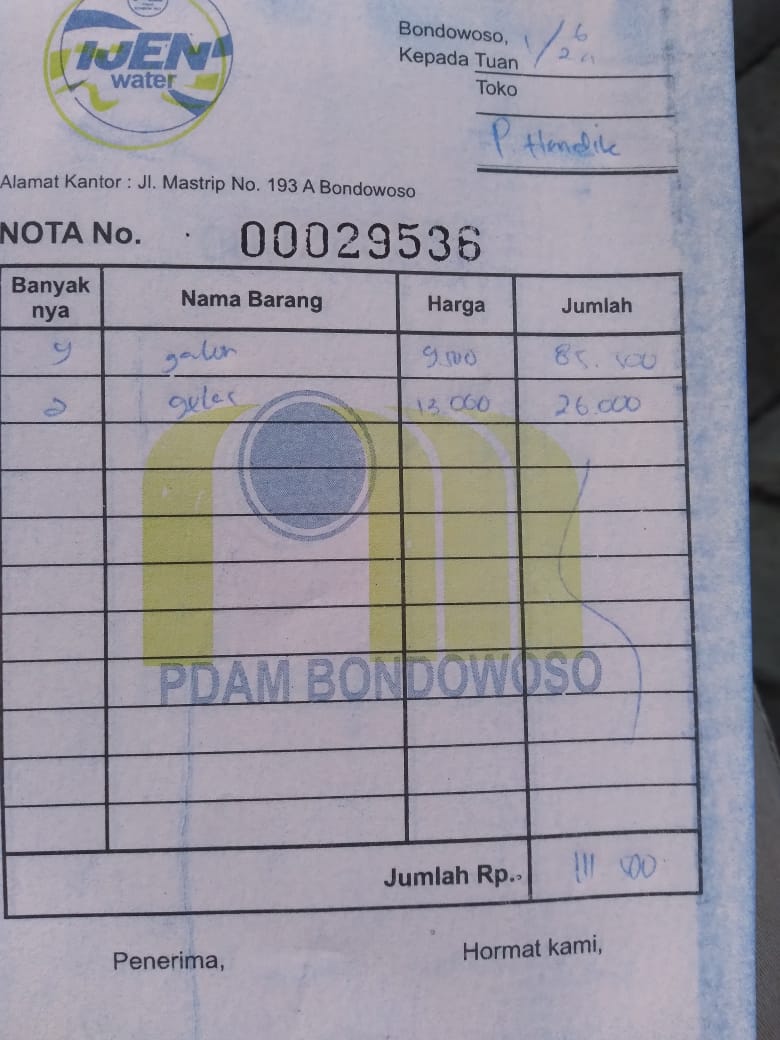 IJEN
water
Bondowoso, 1/6
Kepada Tuan
Toko
P. Hendik
Alamat Kantor : Jl. Mastrip No. 193 A Bondowoso
NOTA No. 00029536
Banyak nya Nama Barang Harga Jumlah
9 galon 9.500 85.500
2 gelas 13.000 26.000
PDAM BONDOWOSO
Jumlah Rp. 111 500
Penerima, Hormat kami,